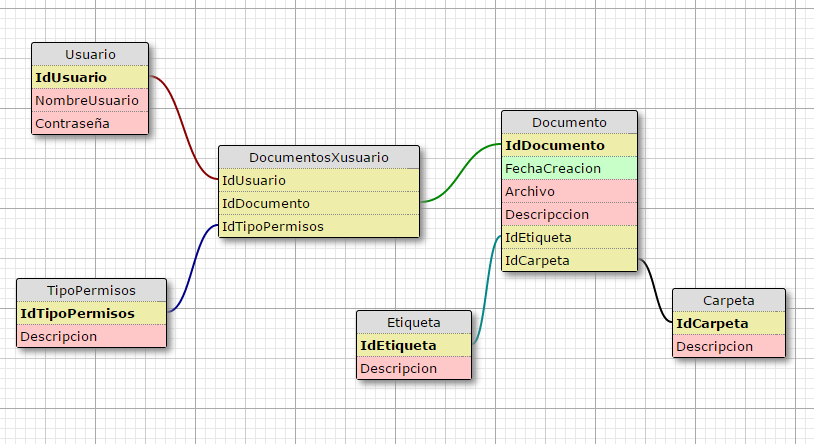 Usuario
IdUsuario
NombreUsuario
Contraseña
DocumentosXusuario
IdUsuario
IdDocumento
IdTipoPermisos
Documento
IdDocumento
FechaCreacion
Archivo
Descripccion
IdEtiqueta
IdCarpeta
TipoPermisos
IdTipoPermisos
Descripcion
Etiqueta
IdEtiqueta
Descripcion
Carpeta
IdCarpeta
Descripcion